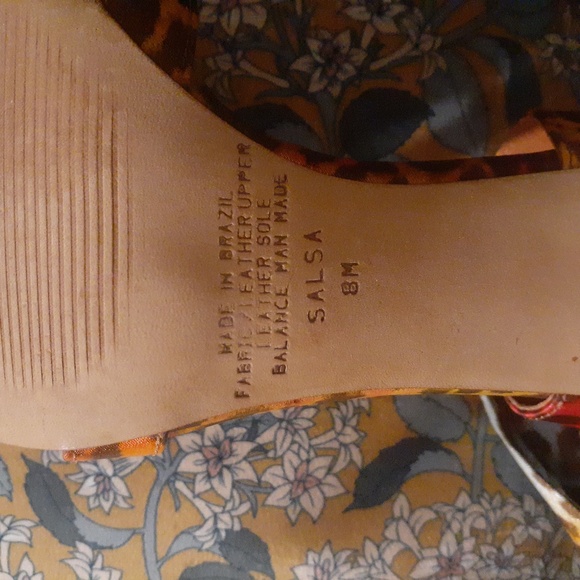 MADE IN BRAZIL
FABRIC/LEATHER UPPER
LEATHER SOLE
BALANCE MAN MADE
SALSA
8M